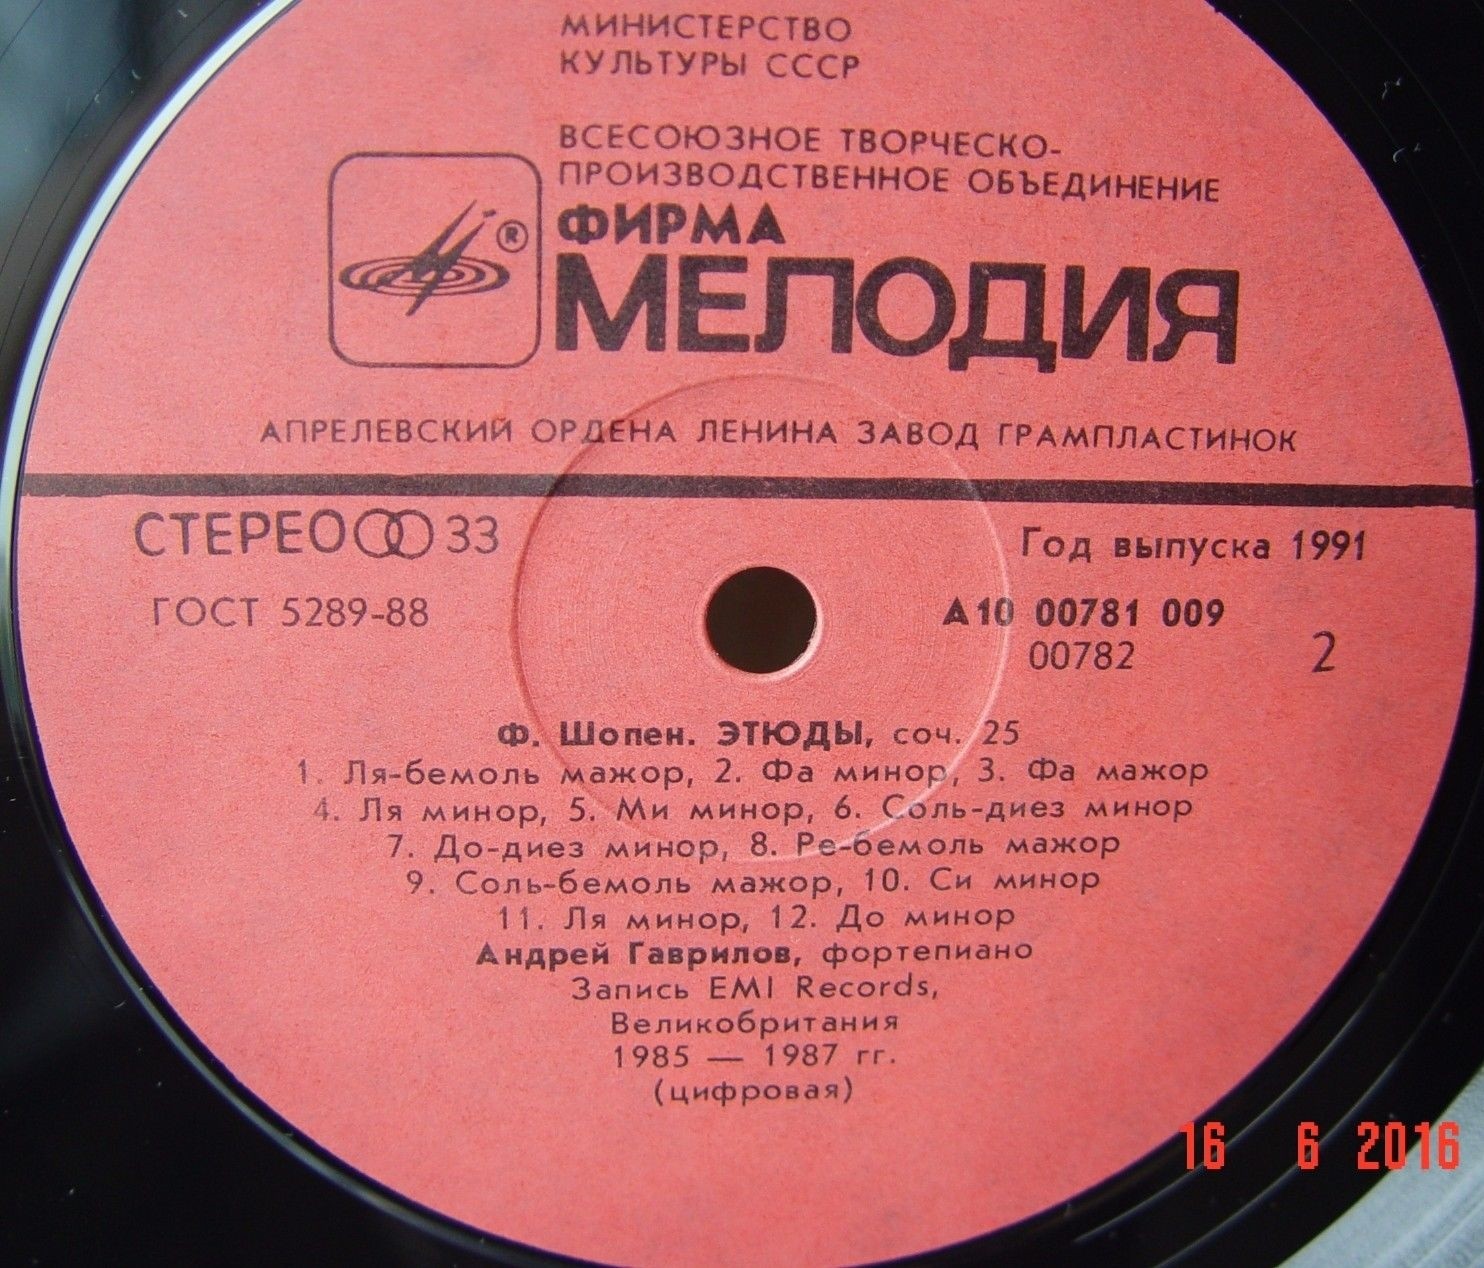 МИНИСТЕРСТВО
КУЛЬТУРЫ СССР
ВСЕСОЮЗНОЕ ТВОРЧЕСКО-
ПРОИЗВОДСТВЕННОЕ ОБЪЕДИНЕНИЕ
®
ФИРМА
МЕЛОДИЯ
АПРЕЛЕВСКИЙ ОРДЕНА ЛЕНИНА ЗАВОД ГРАМПЛАСТИНОК
СТЕРЕО 33
Год выпуска 1991
ГОСТ 5289-88
А10 00781 009
00782
2
Ф. Шопен. ЭТЮДЫ, соч. 25
1. Ля-бемоль мажор, 2. Фа минор, 3. Фа мажор
4. Ля минор, 5. Ми минор, 6. Соль-диез минор
7. До-диез минор, 8. Ре-бемоль мажор
9. Соль-бемоль мажор, 10. Си минор
11. Ля минор, 12. До минор
Андрей Гаврилов, фортепиано
Запись EMI Records,
Великобритания
1985 — 1987 гг.
(цифровая)
16 6 2016